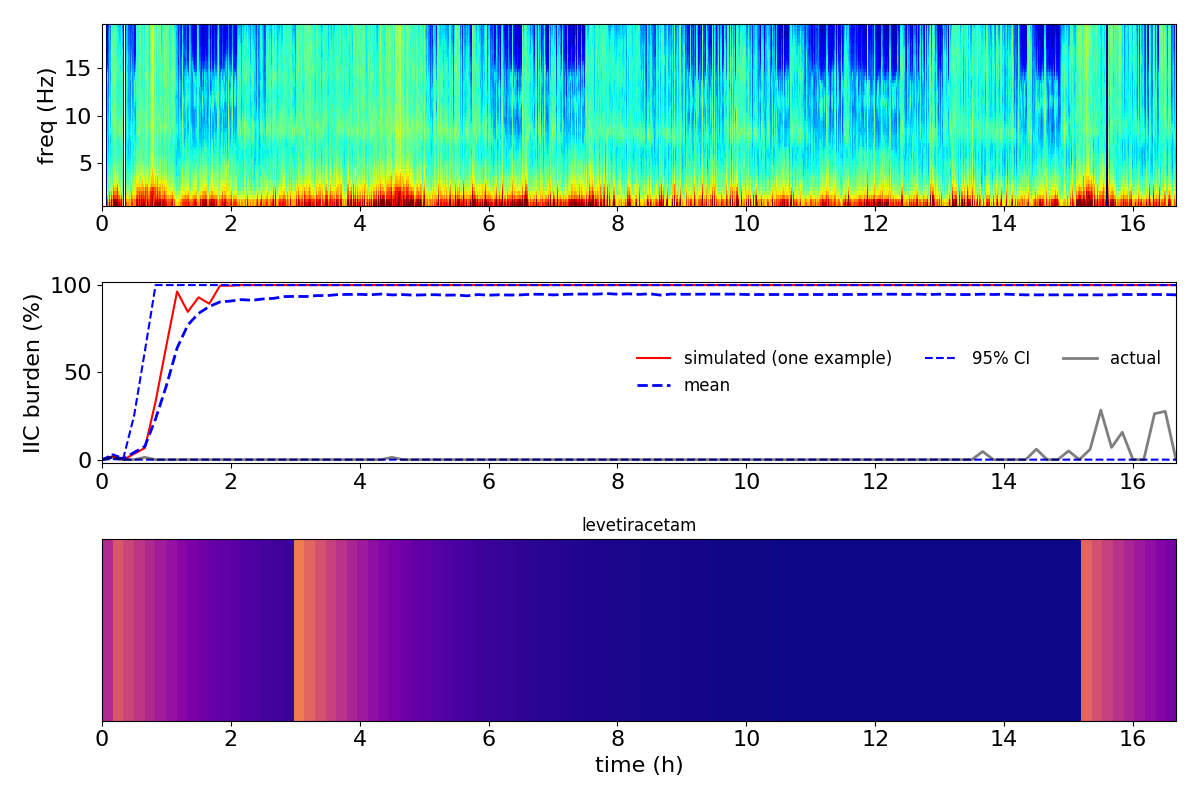 freq (Hz)
15
10
5
0 2 4 6 8 10 12 14 16
IIC burden (%)
100
50
0
simulated (one example) 95% CI actual
mean
0 2 4 6 8 10 12 14 16
levetiracetam
0 2 4 6 8 10 12 14 16
time (h)